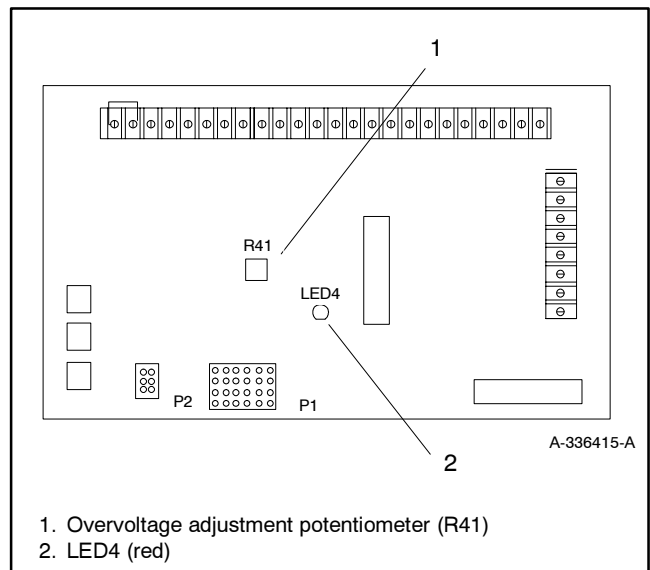 1
R41
LED4
P2
P1
A-336415-A
2
1. Overvoltage adjustment potentiometer (R41)
2. LED4 (red)